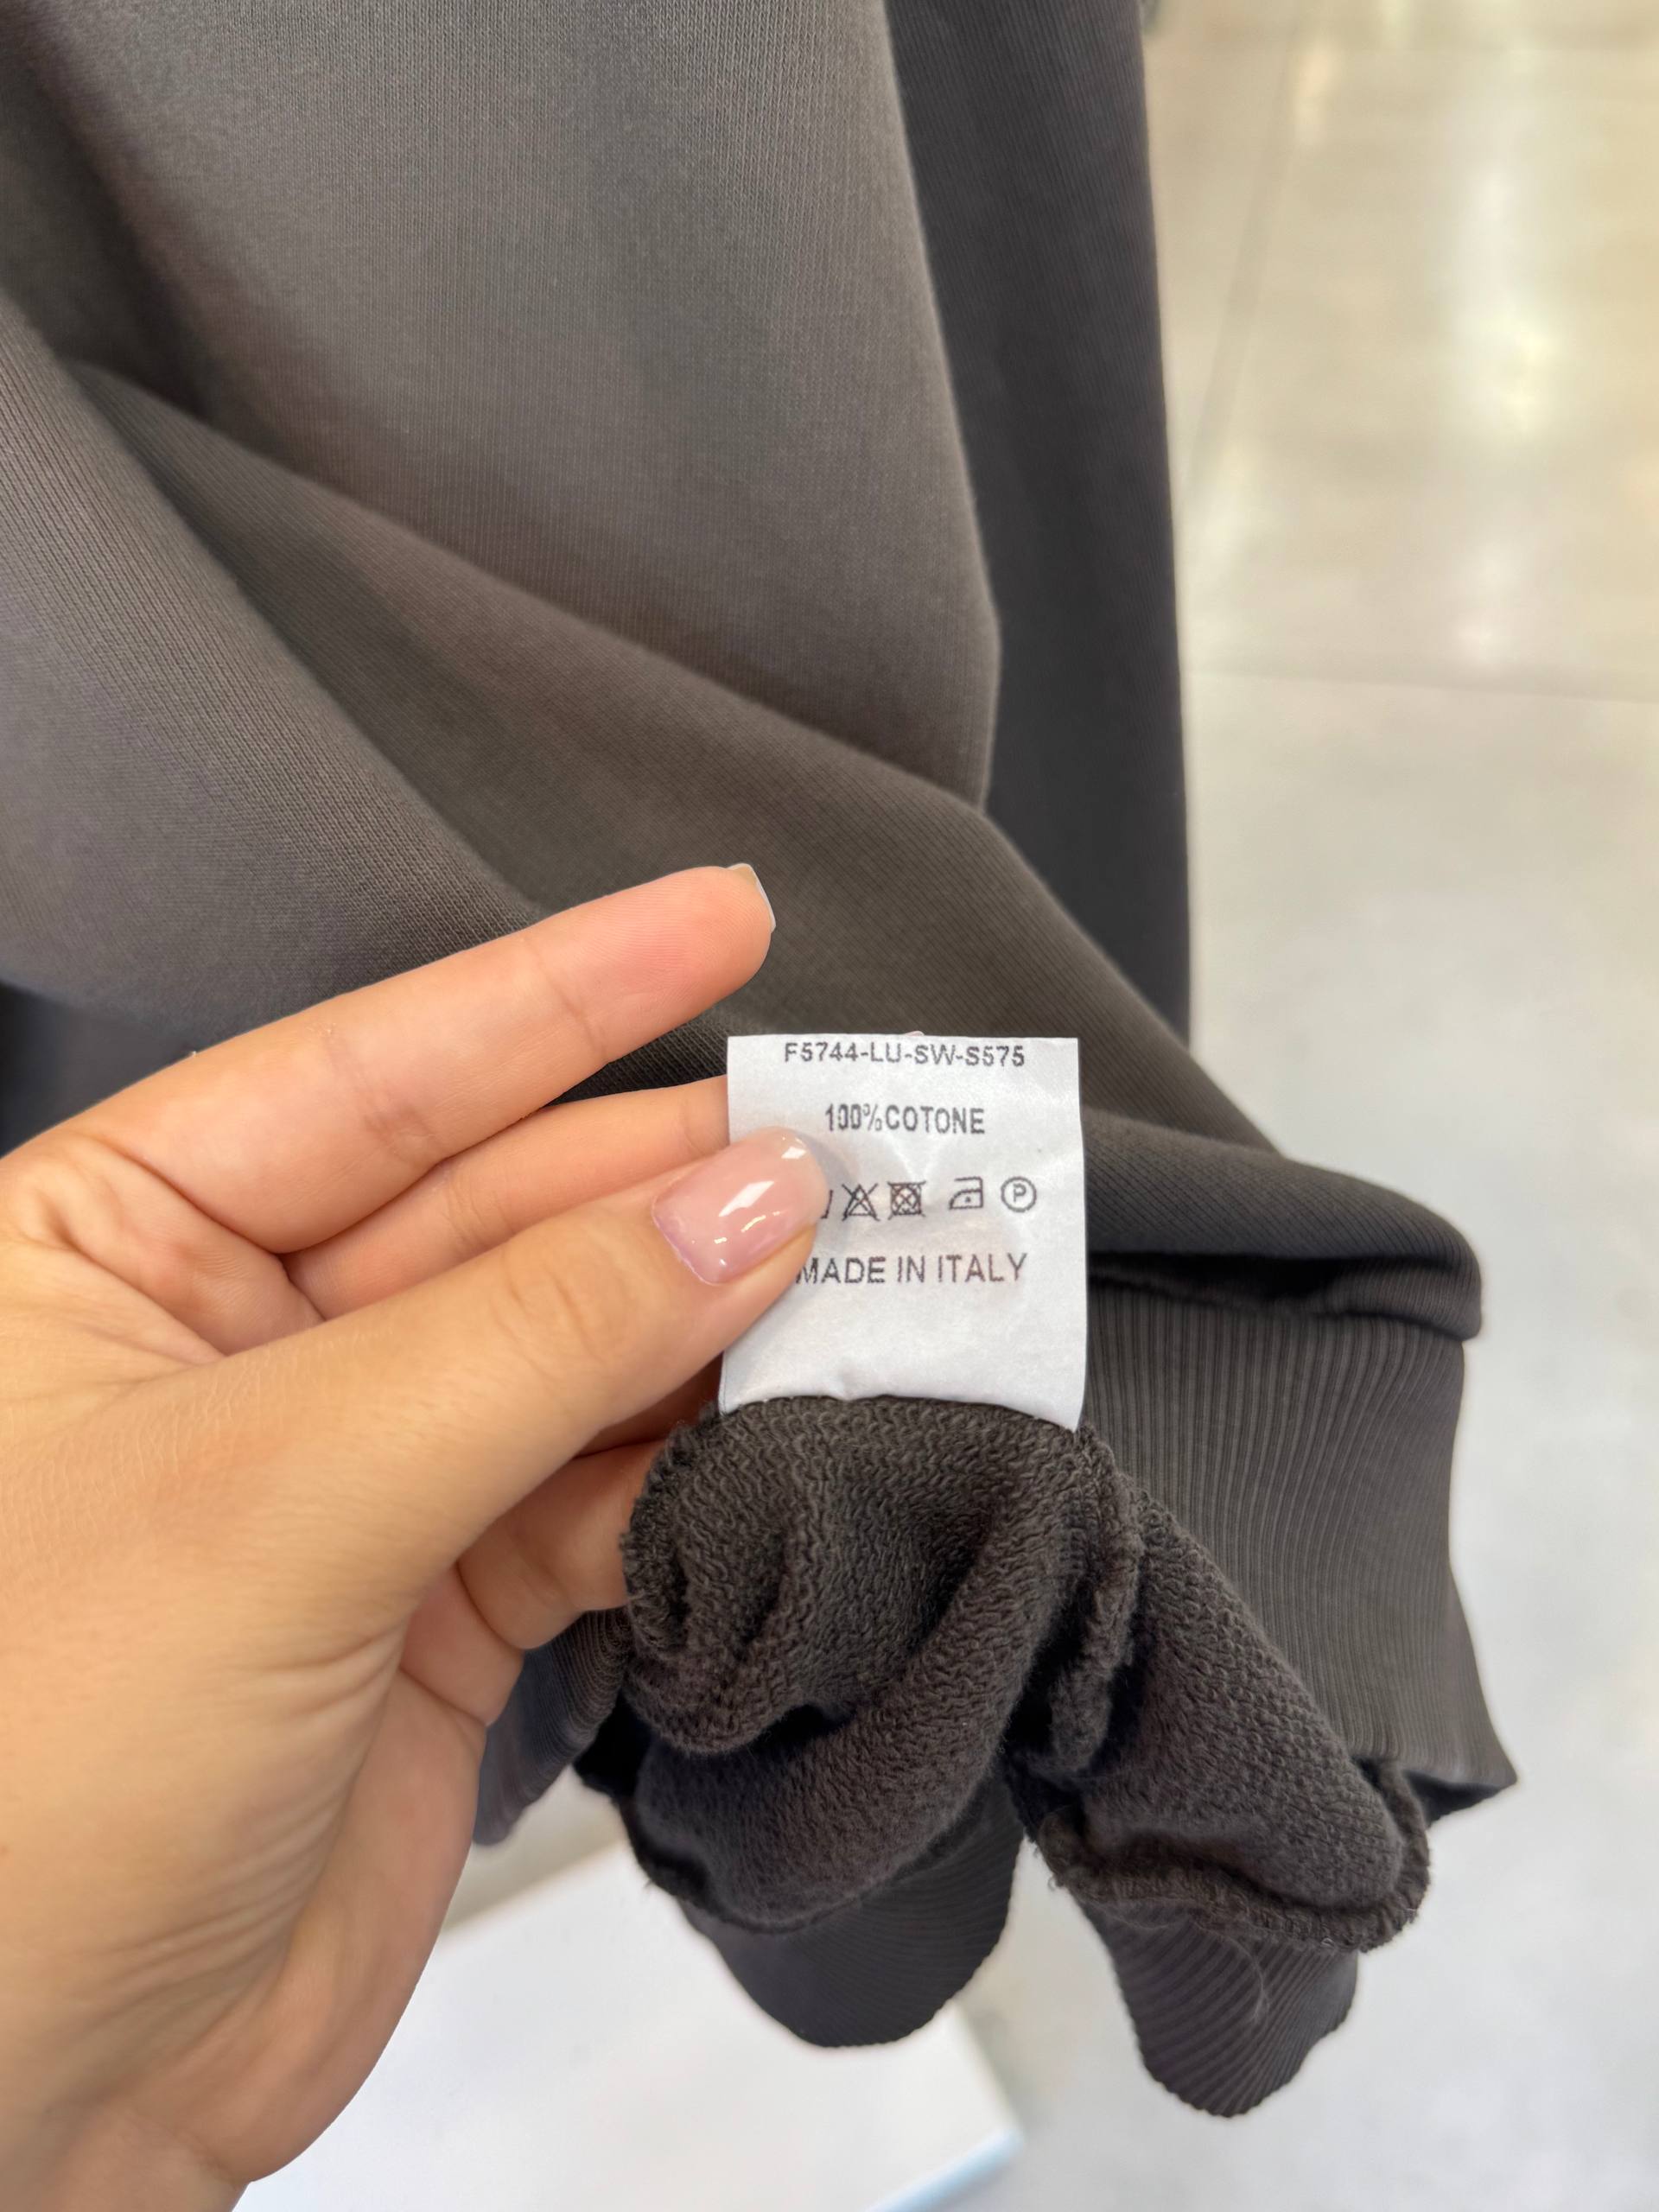 F5744-LU-SW-S575
100%COTONE
P
MADE IN ITALY